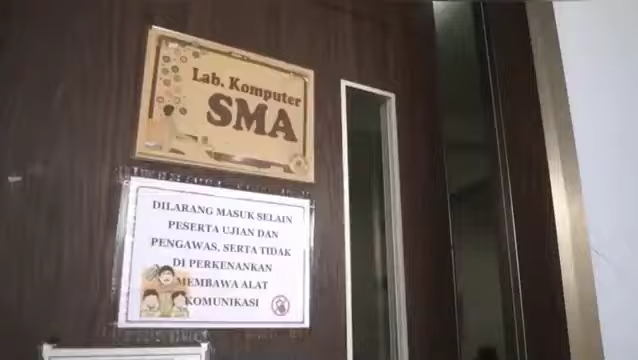 Lab. Komputer
SMA
DILARANG MASUK SELAIN
PESERTA UJIAN DAN
PENGAWAS, SERTA TIDAK
DI PERKENANKAN
MEMBAWA ALAT
KOMUNIKASI